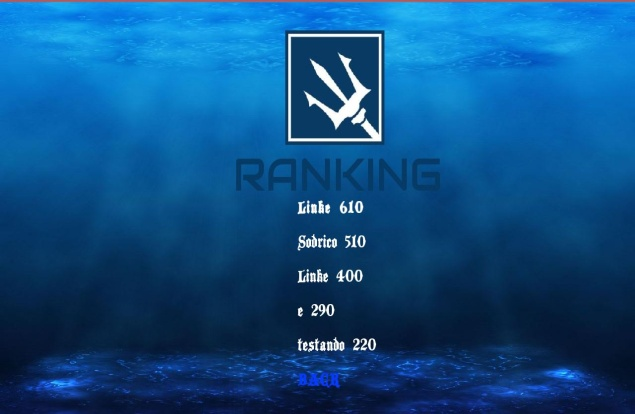 RANKING
Linke 610
Sodrico 510
Linke 400
e 290
testando 220
BACK